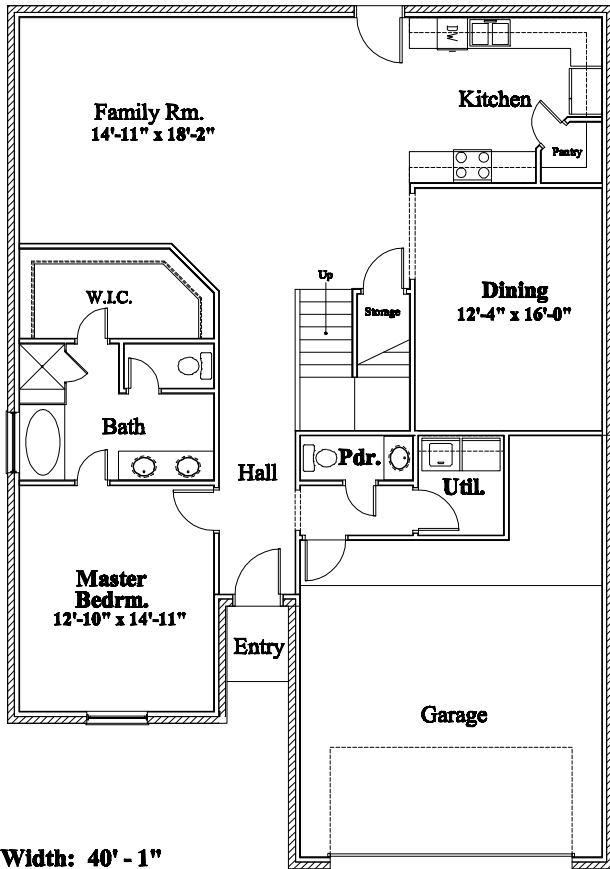 DW
Family Rm.
14'-11" x 18'-2"
Kitchen
Pantry
Up
W.I.C.
Storage
Dining
12'-4" x 16'-0"
Bath
Hall
Pdr.
Util.
Master
Bedrm.
12'-10" x 14'-11"
Entry
Garage
Width: 40' - 1"